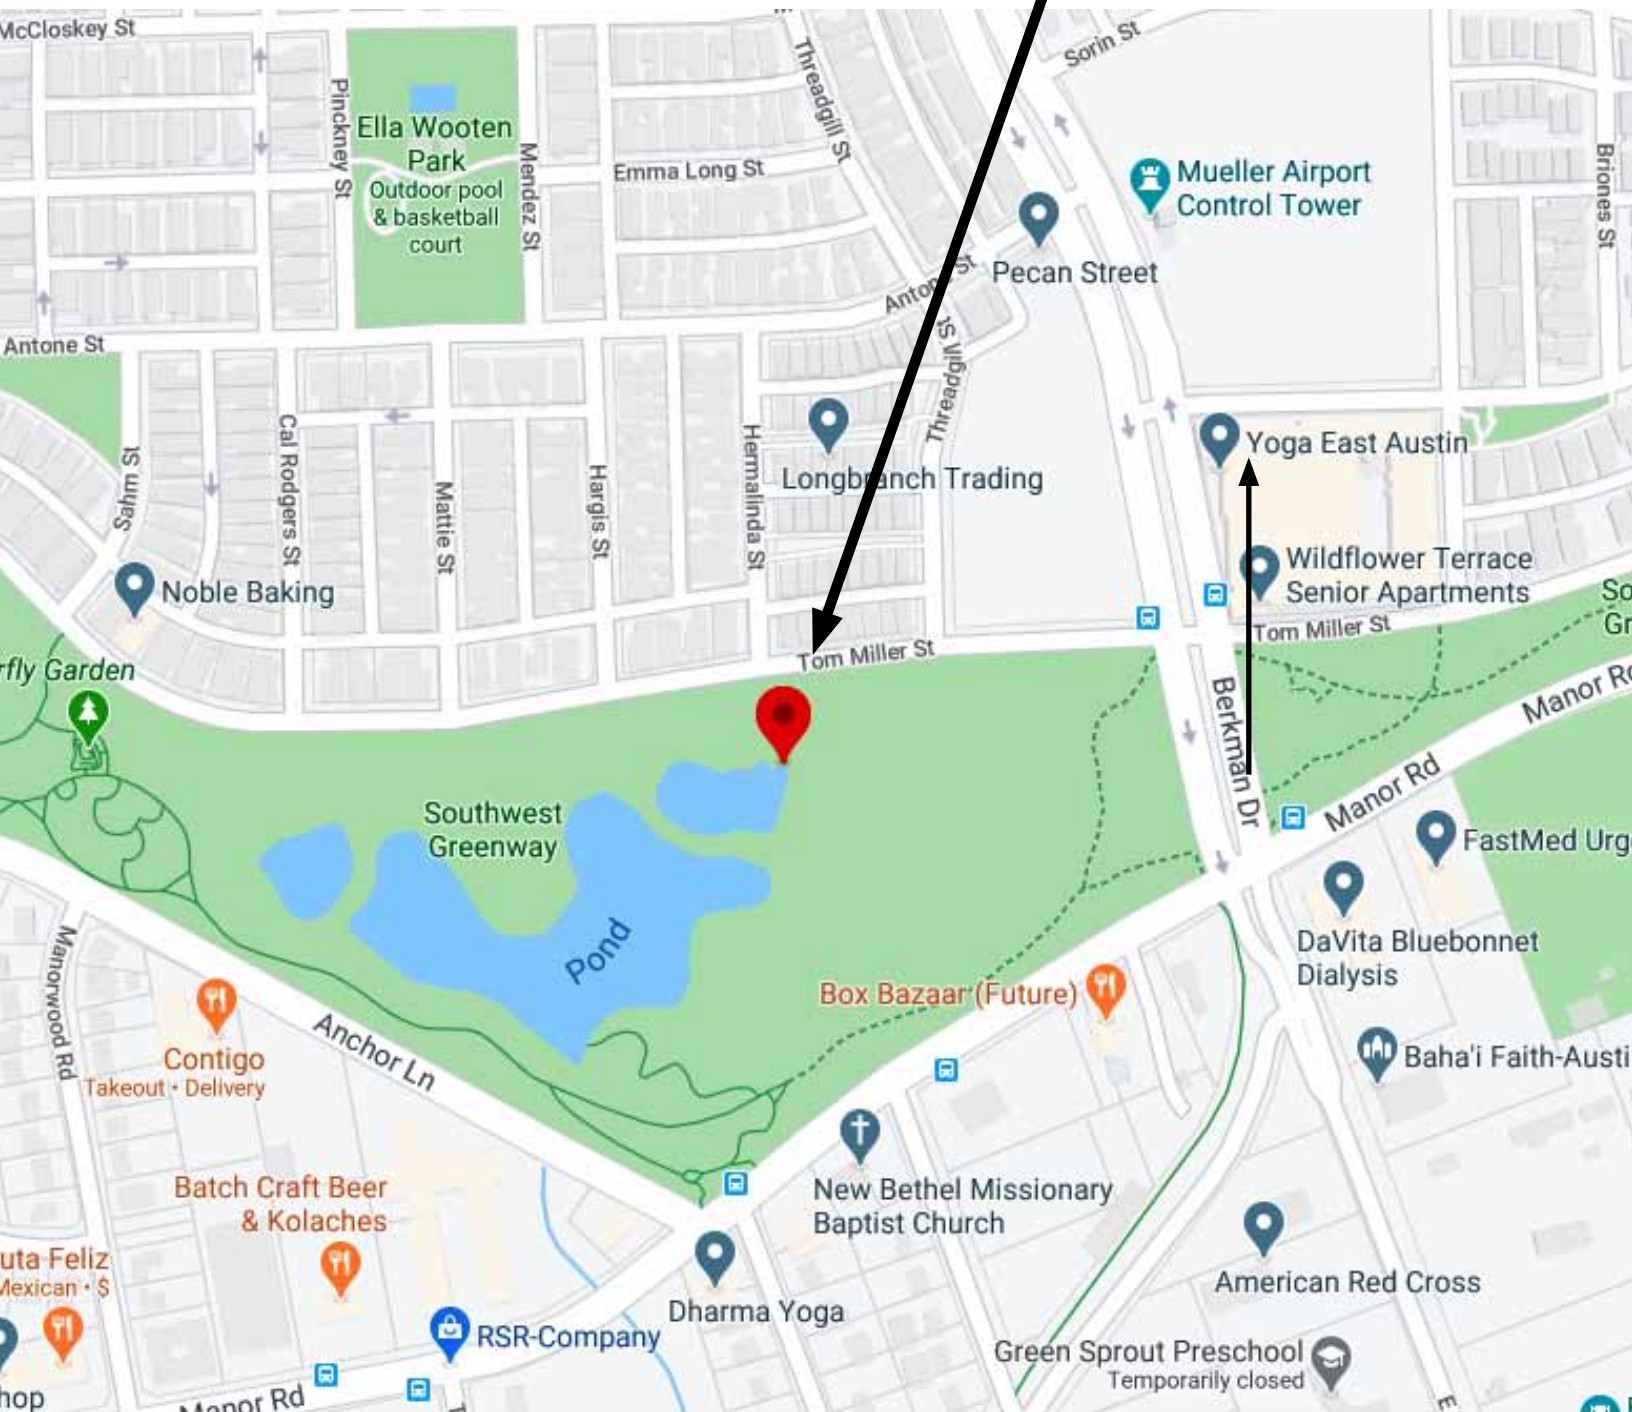 McCloskey St
Sorin St
Threadgill St
Pinckney St
Ella Wooten
Park
Outdoor pool
& basketball
court
Mendez St
Emma Long St
Mueller Airport
Control Tower
Briones St
Pecan Street
Antone St
Antone St
Threadgill St
Yoga East Austin
Longbranch Trading
Cal Rodgers St
Sahm St
Mattie St
Hargis St
Hermalinda St
Noble Baking
Wildflower Terrace
Senior Apartments
So
Gr
Tom Miller St
Tom Miller St
rfly Garden
Berkman Dr
Manor Rd
Manor Rd
Southwest
Greenway
Pond
FastMed Urg
DaVita Bluebonnet
Dialysis
Box Bazaar (Future)
Manorwood Rd
Anchor Ln
Contigo
Takeout • Delivery
Baha'i Faith-Austi
New Bethel Missionary
Baptist Church
Batch Craft Beer
& Kolaches
uta Feliz
Mexican • $
American Red Cross
Dharma Yoga
RSR-Company
Green Sprout Preschool
Temporarily closed
hop
Manor Rd
E